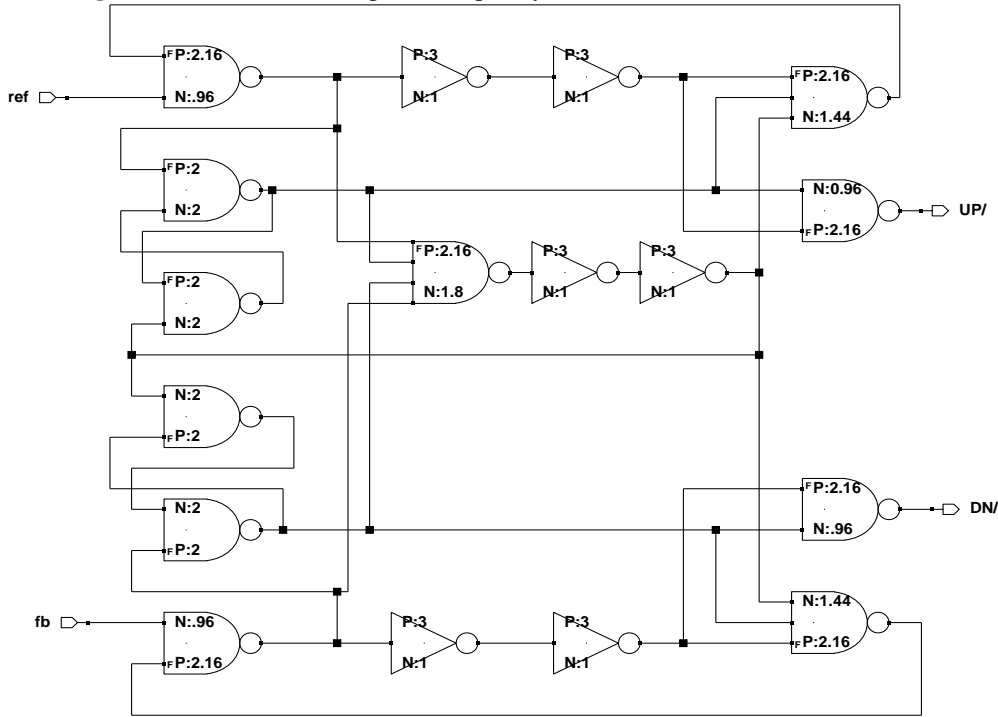 F P:2.16
N:.96
ref
P:3
N:1
P:3
N:1
F P:2.16
N:1.44
F P:2
N:2
N:0.96
F P:2.16
UP/
F P:2.16
N:1.8
P:3
N:1
P:3
N:1
F P:2
N:2
N:2
F P:2
N:2
F P:2
F P:2.16
N:.96
DN/
fb
N:.96
F P:2.16
P:3
N:1
P:3
N:1
N:1.44
F P:2.16